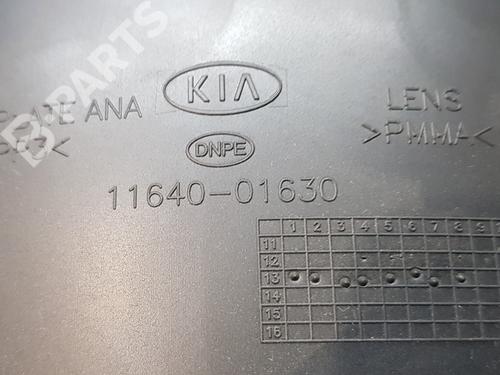 B-PARTS
KIA
ANA
LENS
>PMMA<
DNPE
11640-01630
1 2 3 4 5 6 7 8 9
11
12
13
14
15
16